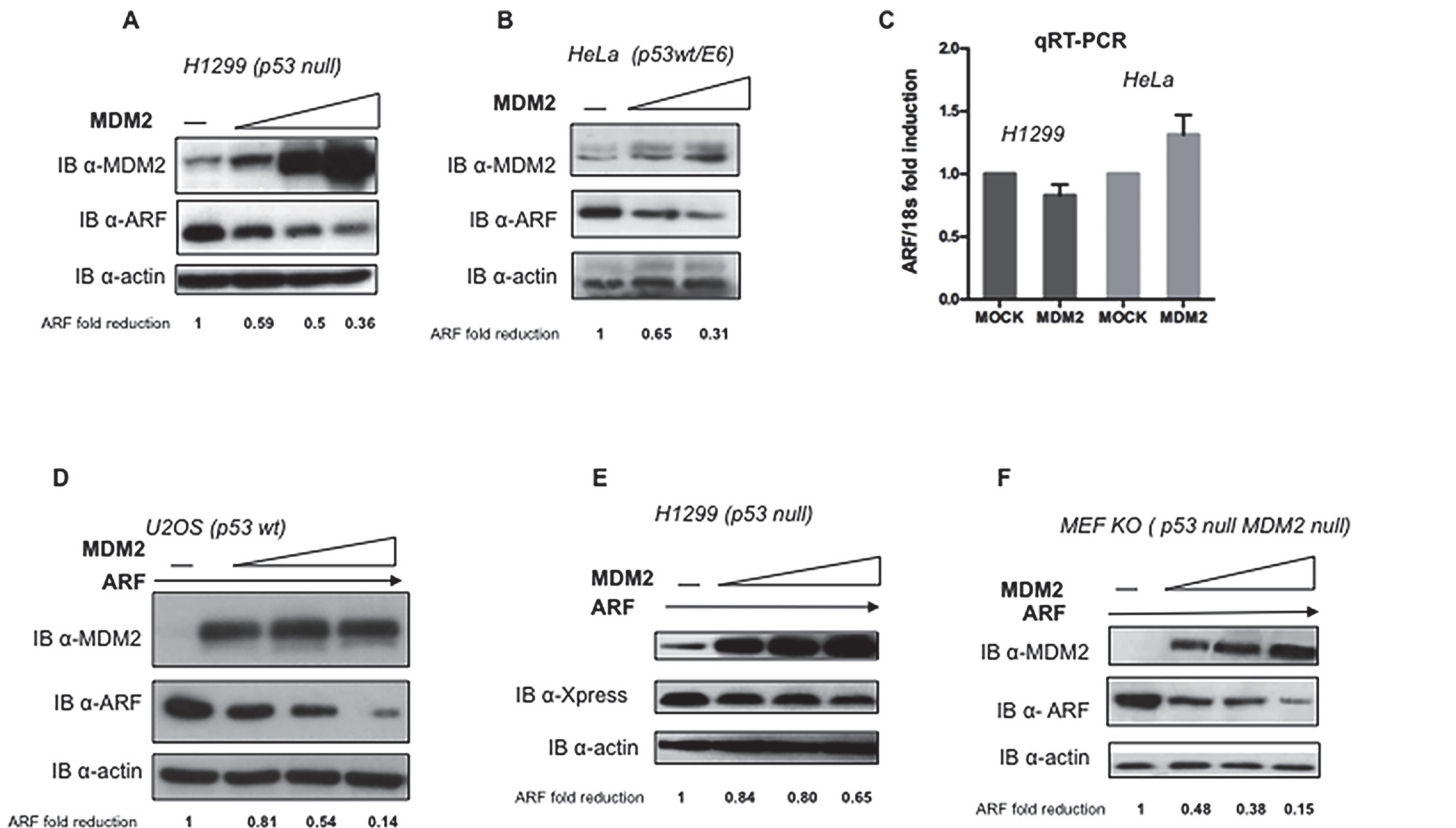 A
H1299 (p53 null)
MDM2 —
IB α-MDM2
IB α-ARF
IB α-actin
ARF fold reduction 1 0.59 0.5 0.36
B
HeLa (p53wt/E6)
MDM2 —
IB α-MDM2
IB α-ARF
IB α-actin
ARF fold reduction 1 0.65 0.31
C
qRT-PCR
HeLa
H1299
ARF/18s fold induction
2.0
1.5
1.0
0.5
0.0
MOCK MDM2 MOCK MDM2
D
U2OS (p53 wt)
MDM2 —
ARF
IB α-MDM2
IB α-ARF
IB α-actin
ARF fold reduction 1 0.81 0.54 0.14
E
H1299 (p53 null)
MDM2 —
ARF
IB α-Xpress
IB α-actin
ARF fold reduction 1 0.84 0.80 0.65
F
MEF KO ( p53 null MDM2 null)
MDM2 —
ARF
IB α-MDM2
IB α- ARF
IB α-actin
ARF fold reduction 1 0.48 0.38 0.15